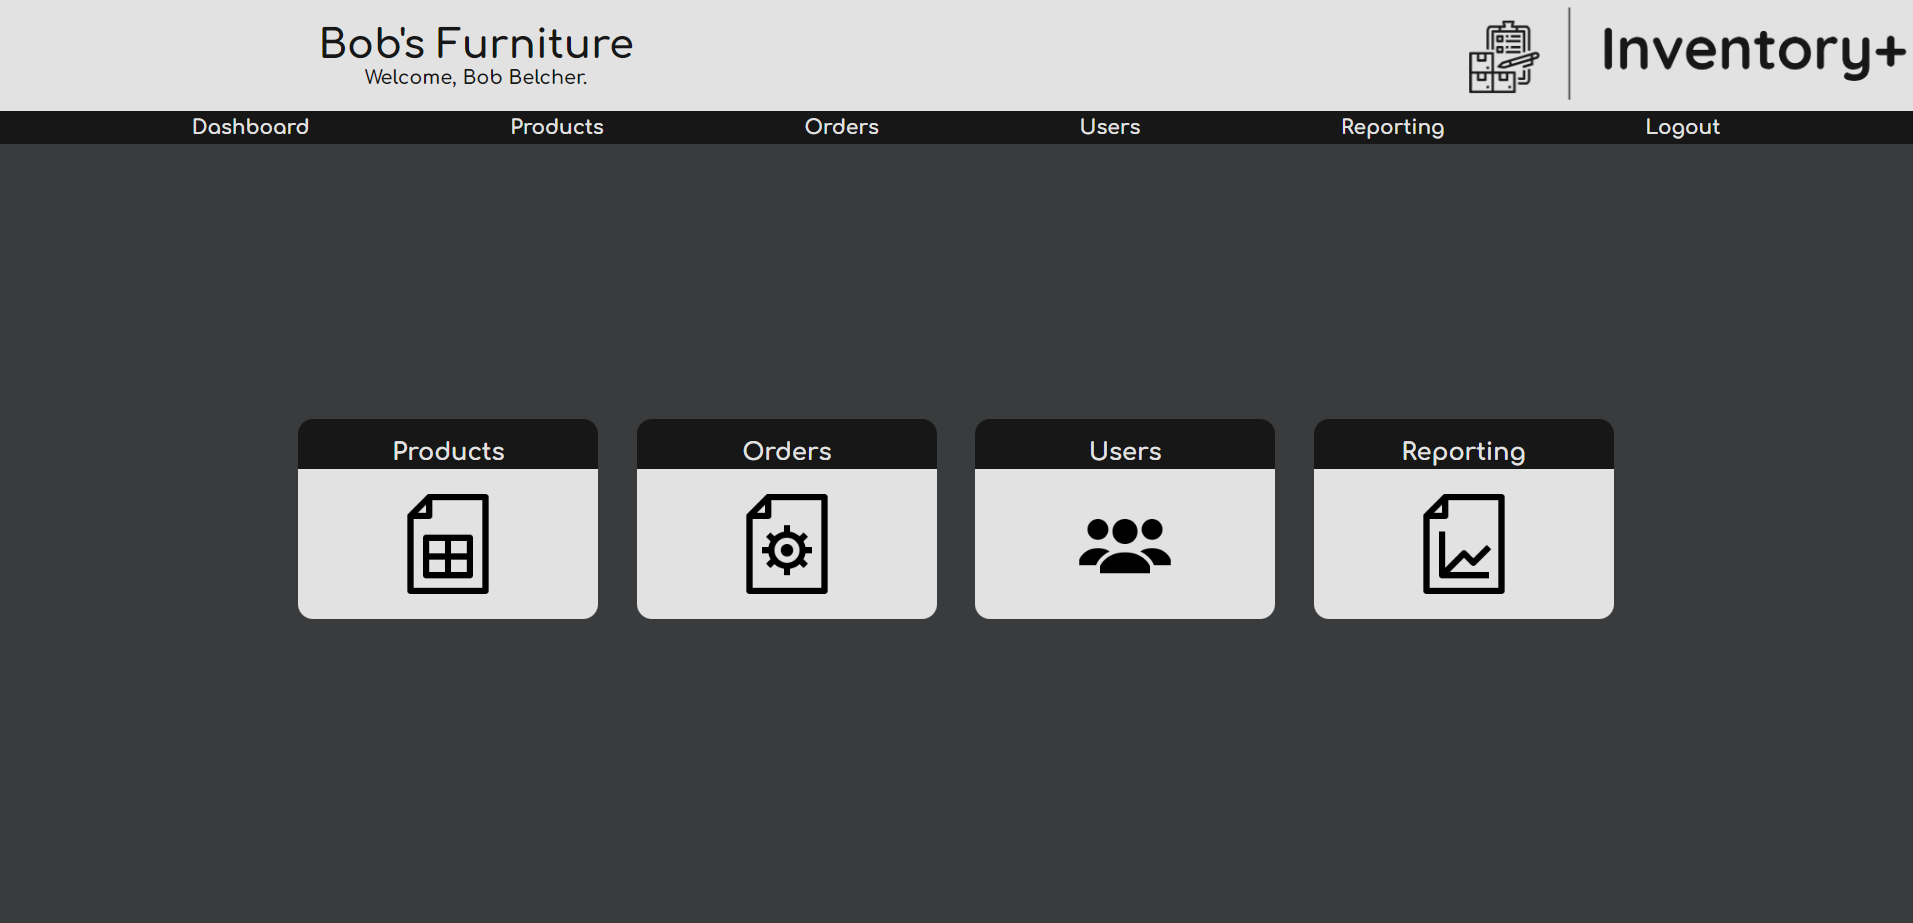 Bob's Furniture
Welcome, Bob Belcher.
Inventory+
Dashboard Products Orders Users Reporting Logout
Products Orders Users Reporting